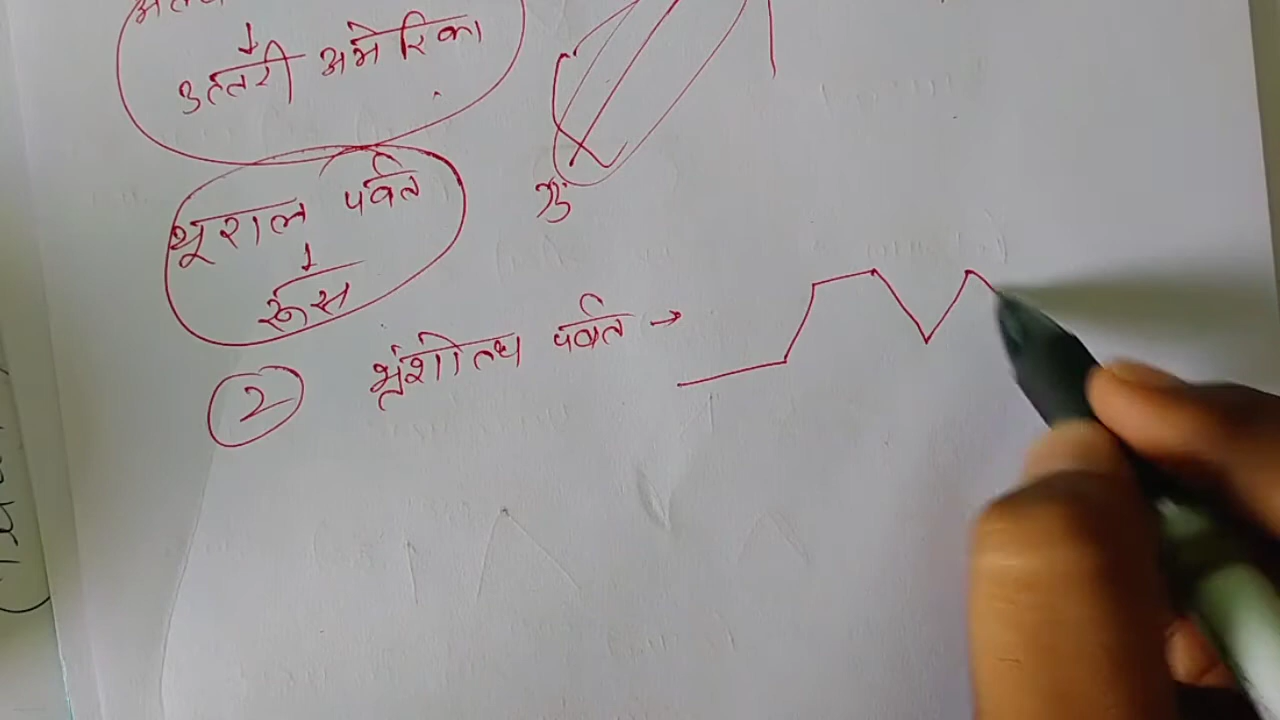 उत्तरी अमेरिका
यूराल पर्वत
↓
रूस
② भ्रंशोत्थ पर्वत →